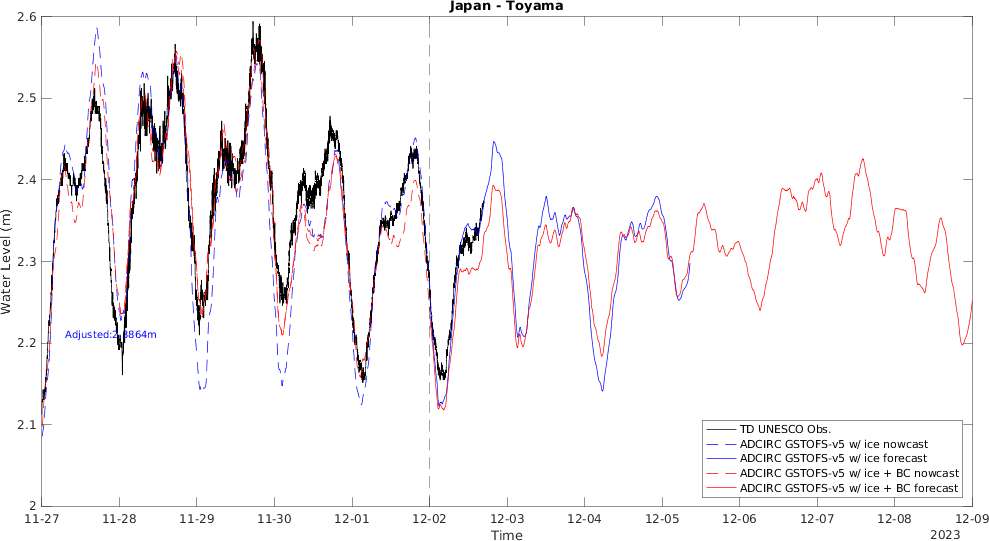 Japan - Toyama
2.6
2.5
2.4
2.3
2.2
2.1
2
Water Level (m)
Adjusted:2.3864m
TD UNESCO Obs.
ADCIRC GSTOFS-v5 w/ ice nowcast
ADCIRC GSTOFS-v5 w/ ice forecast
ADCIRC GSTOFS-v5 w/ ice + BC nowcast
ADCIRC GSTOFS-v5 w/ ice + BC forecast
11-27 11-28 11-29 11-30 12-01 12-02 12-03 12-04 12-05 12-06 12-07 12-08 12-09
Time
2023